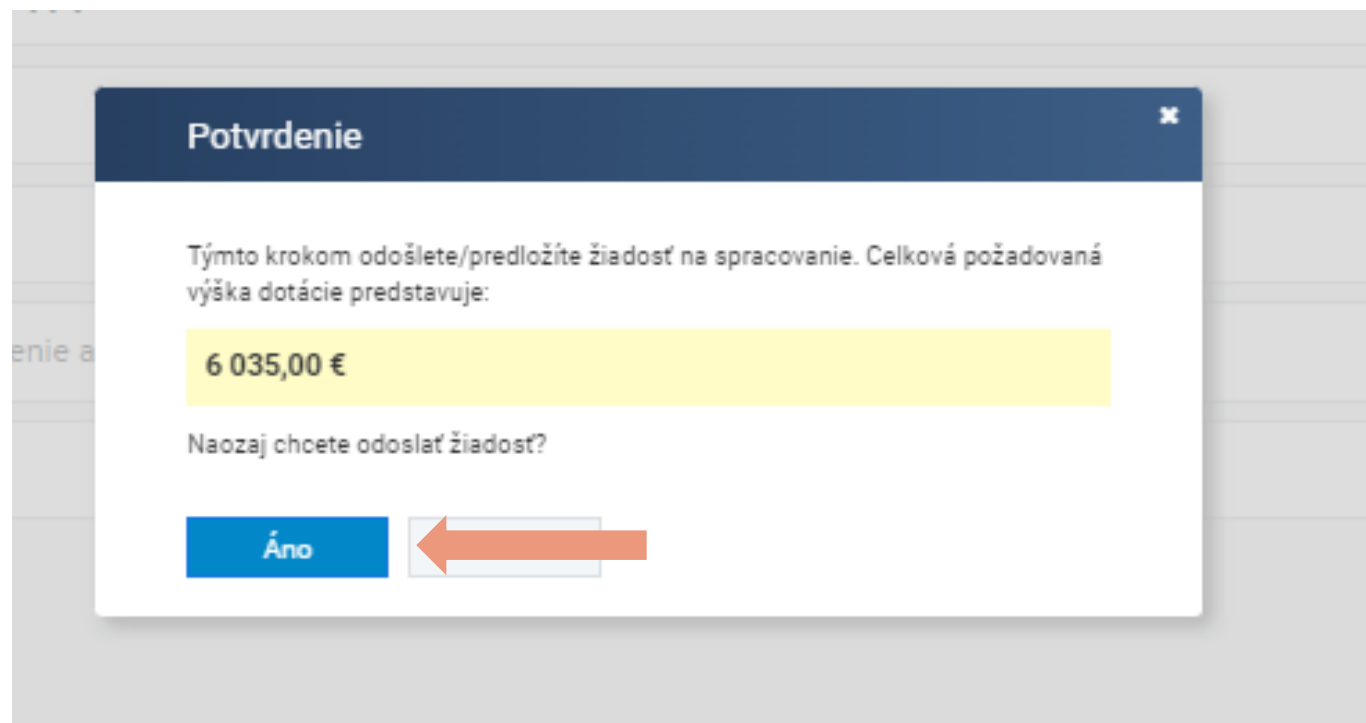 Potvrdenie
Týmto krokom odošlete/predložíte žiadosť na spracovanie. Celková požadovaná
výška dotácie predstavuje:
enie a
6 035,00 €
Naozaj chcete odoslať žiadosť?
Áno